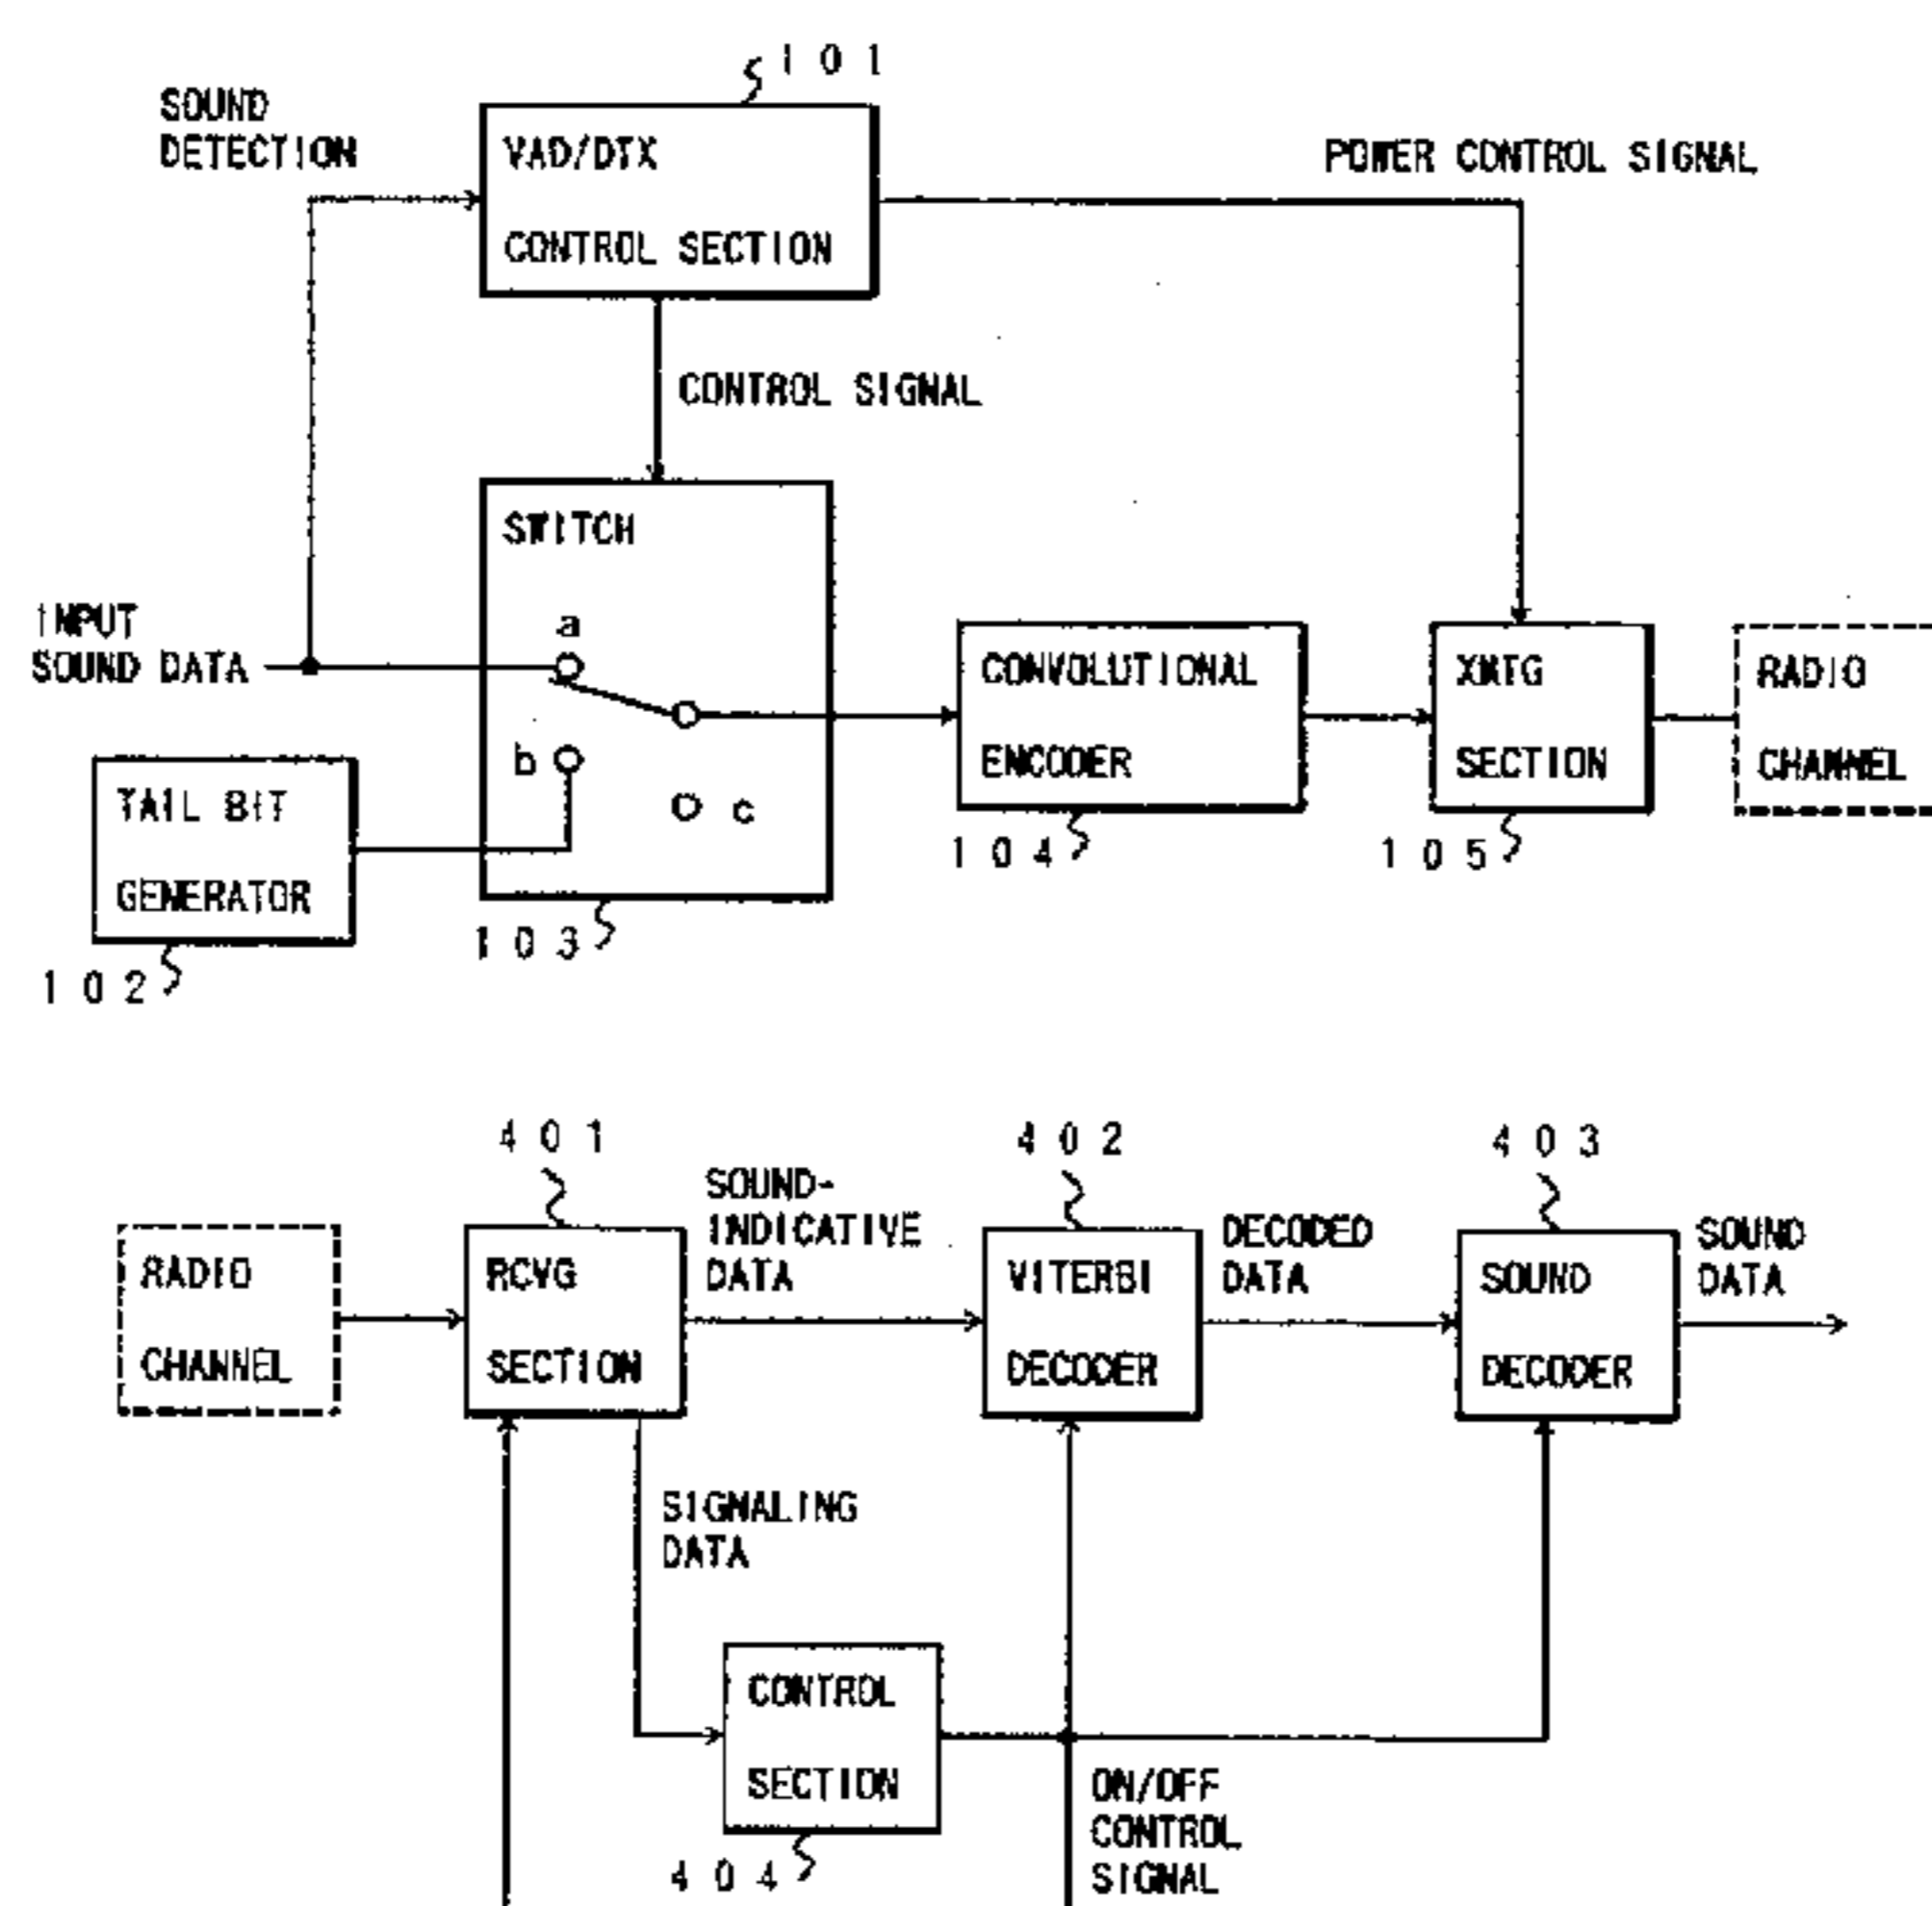 101
SOUND
DETECTION
VAD/DTX
CONTROL SECTION
POWER CONTROL SIGNAL
CONTROL SIGNAL
SWITCH
INPUT
SOUND DATA
a
b
c
CONVOLUTIONAL
ENCODER
XMTG
SECTION
RADIO
CHANNEL
TAIL BIT
GENERATOR
104
105
103
102
401
402
403
RADIO
CHANNEL
RCVG
SECTION
SOUND-
INDICATIVE
DATA
VITERBI
DECODER
DECODED
DATA
SOUND
DECODER
SOUND
DATA
SIGNALING
DATA
CONTROL
SECTION
ON/OFF
CONTROL
SIGNAL
404